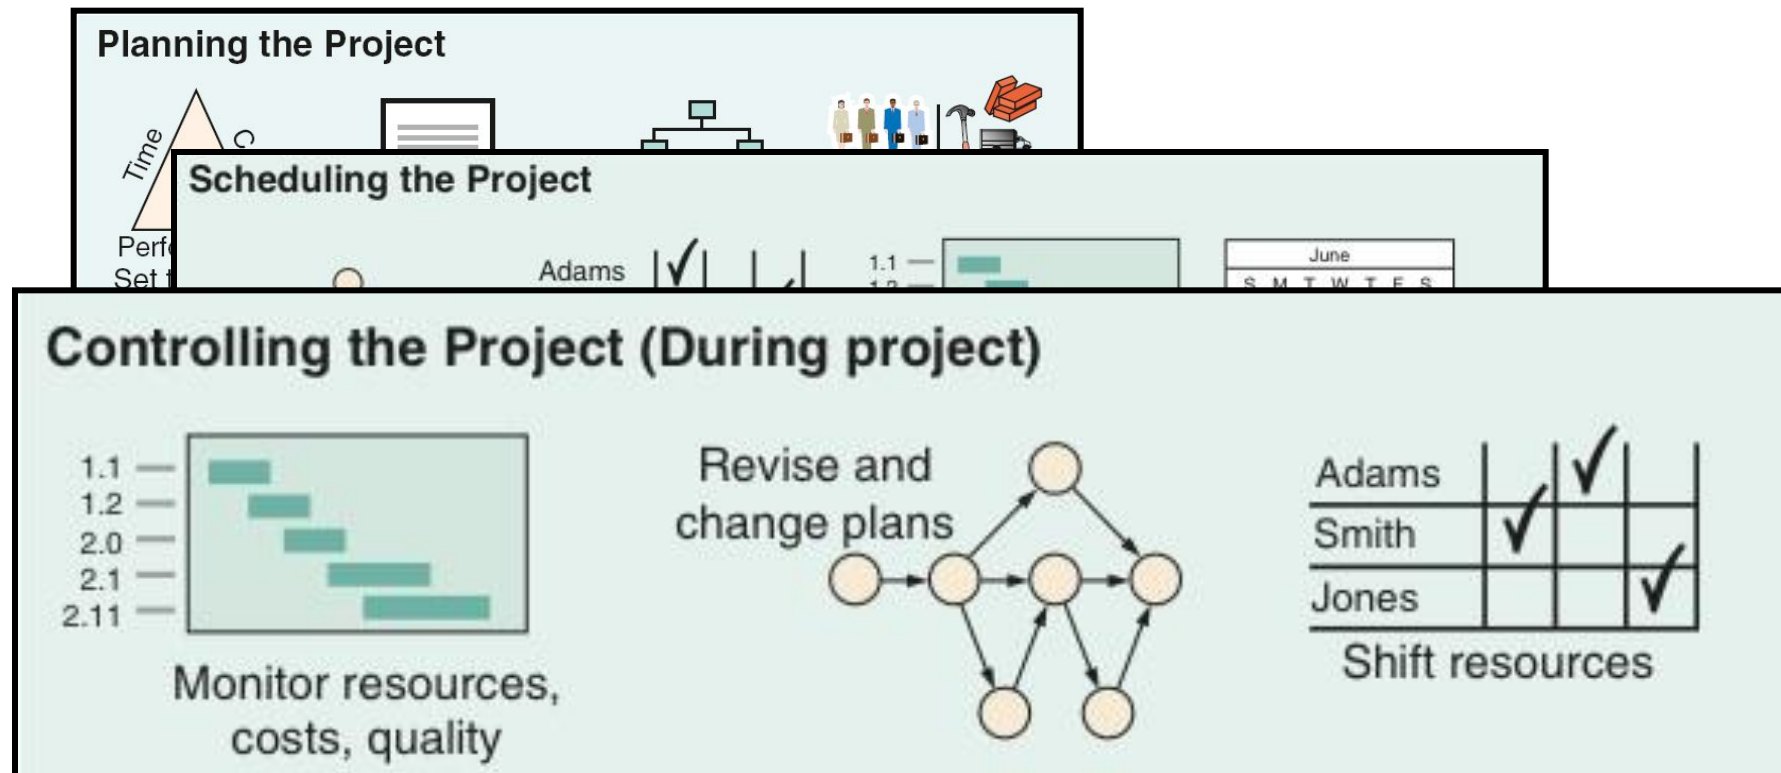 Planning the Project
Time
Set
Scheduling the Project
Adams
1.1
June
S M T W T F S
Controlling the Project (During project)
1.1
1.2
2.0
2.1
2.11
Monitor resources,
costs, quality
Revise and
change plans
Adams
Smith
Jones
Shift resources